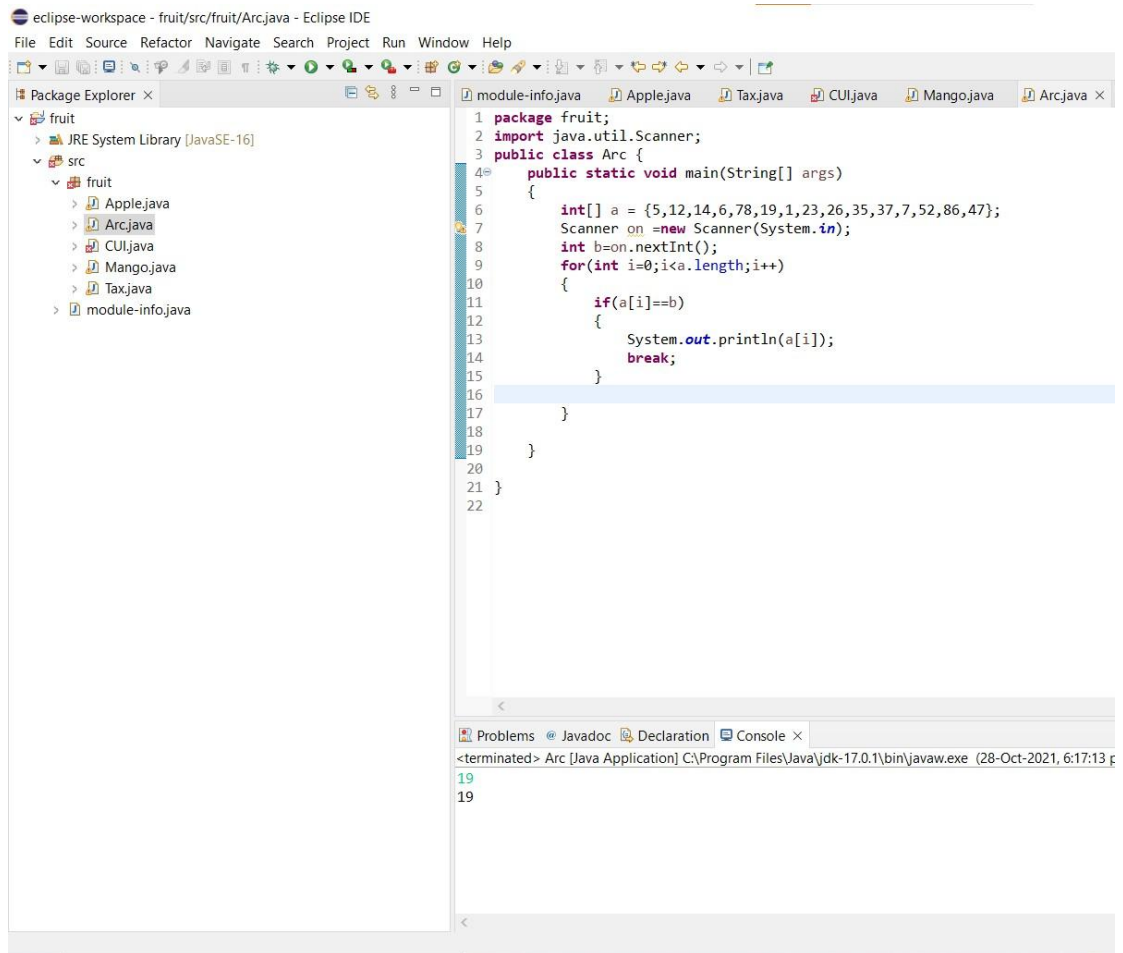 eclipse-workspace - fruit/src/fruit/Arc.java - Eclipse IDE
File Edit Source Refactor Navigate Search Project Run Window Help
Package Explorer
fruit
JRE System Library [JavaSE-16]
src
fruit
Apple.java
Arc.java
CUI.java
Mango.java
Tax.java
module-info.java
module-info.java Apple.java Tax.java CUI.java Mango.java Arc.java
1 package fruit;
2 import java.util.Scanner;
3 public class Arc {
4 public static void main(String[] args)
5 {
6 int[] a = {5,12,14,6,78,19,1,23,26,35,37,7,52,86,47};
7 Scanner on =new Scanner(System.in);
8 int b=on.nextInt();
9 for(int i=0;i<a.length;i++)
10 {
11 if(a[i]==b)
12 {
13 System.out.println(a[i]);
14 break;
15 }
16
17 }
18
19 }
20
21 }
22
Problems Javadoc Declaration Console
<terminated> Arc [Java Application] C:\Program Files\Java\jdk-17.0.1\bin\javaw.exe (28-Oct-2021, 6:17:13 p
19
19